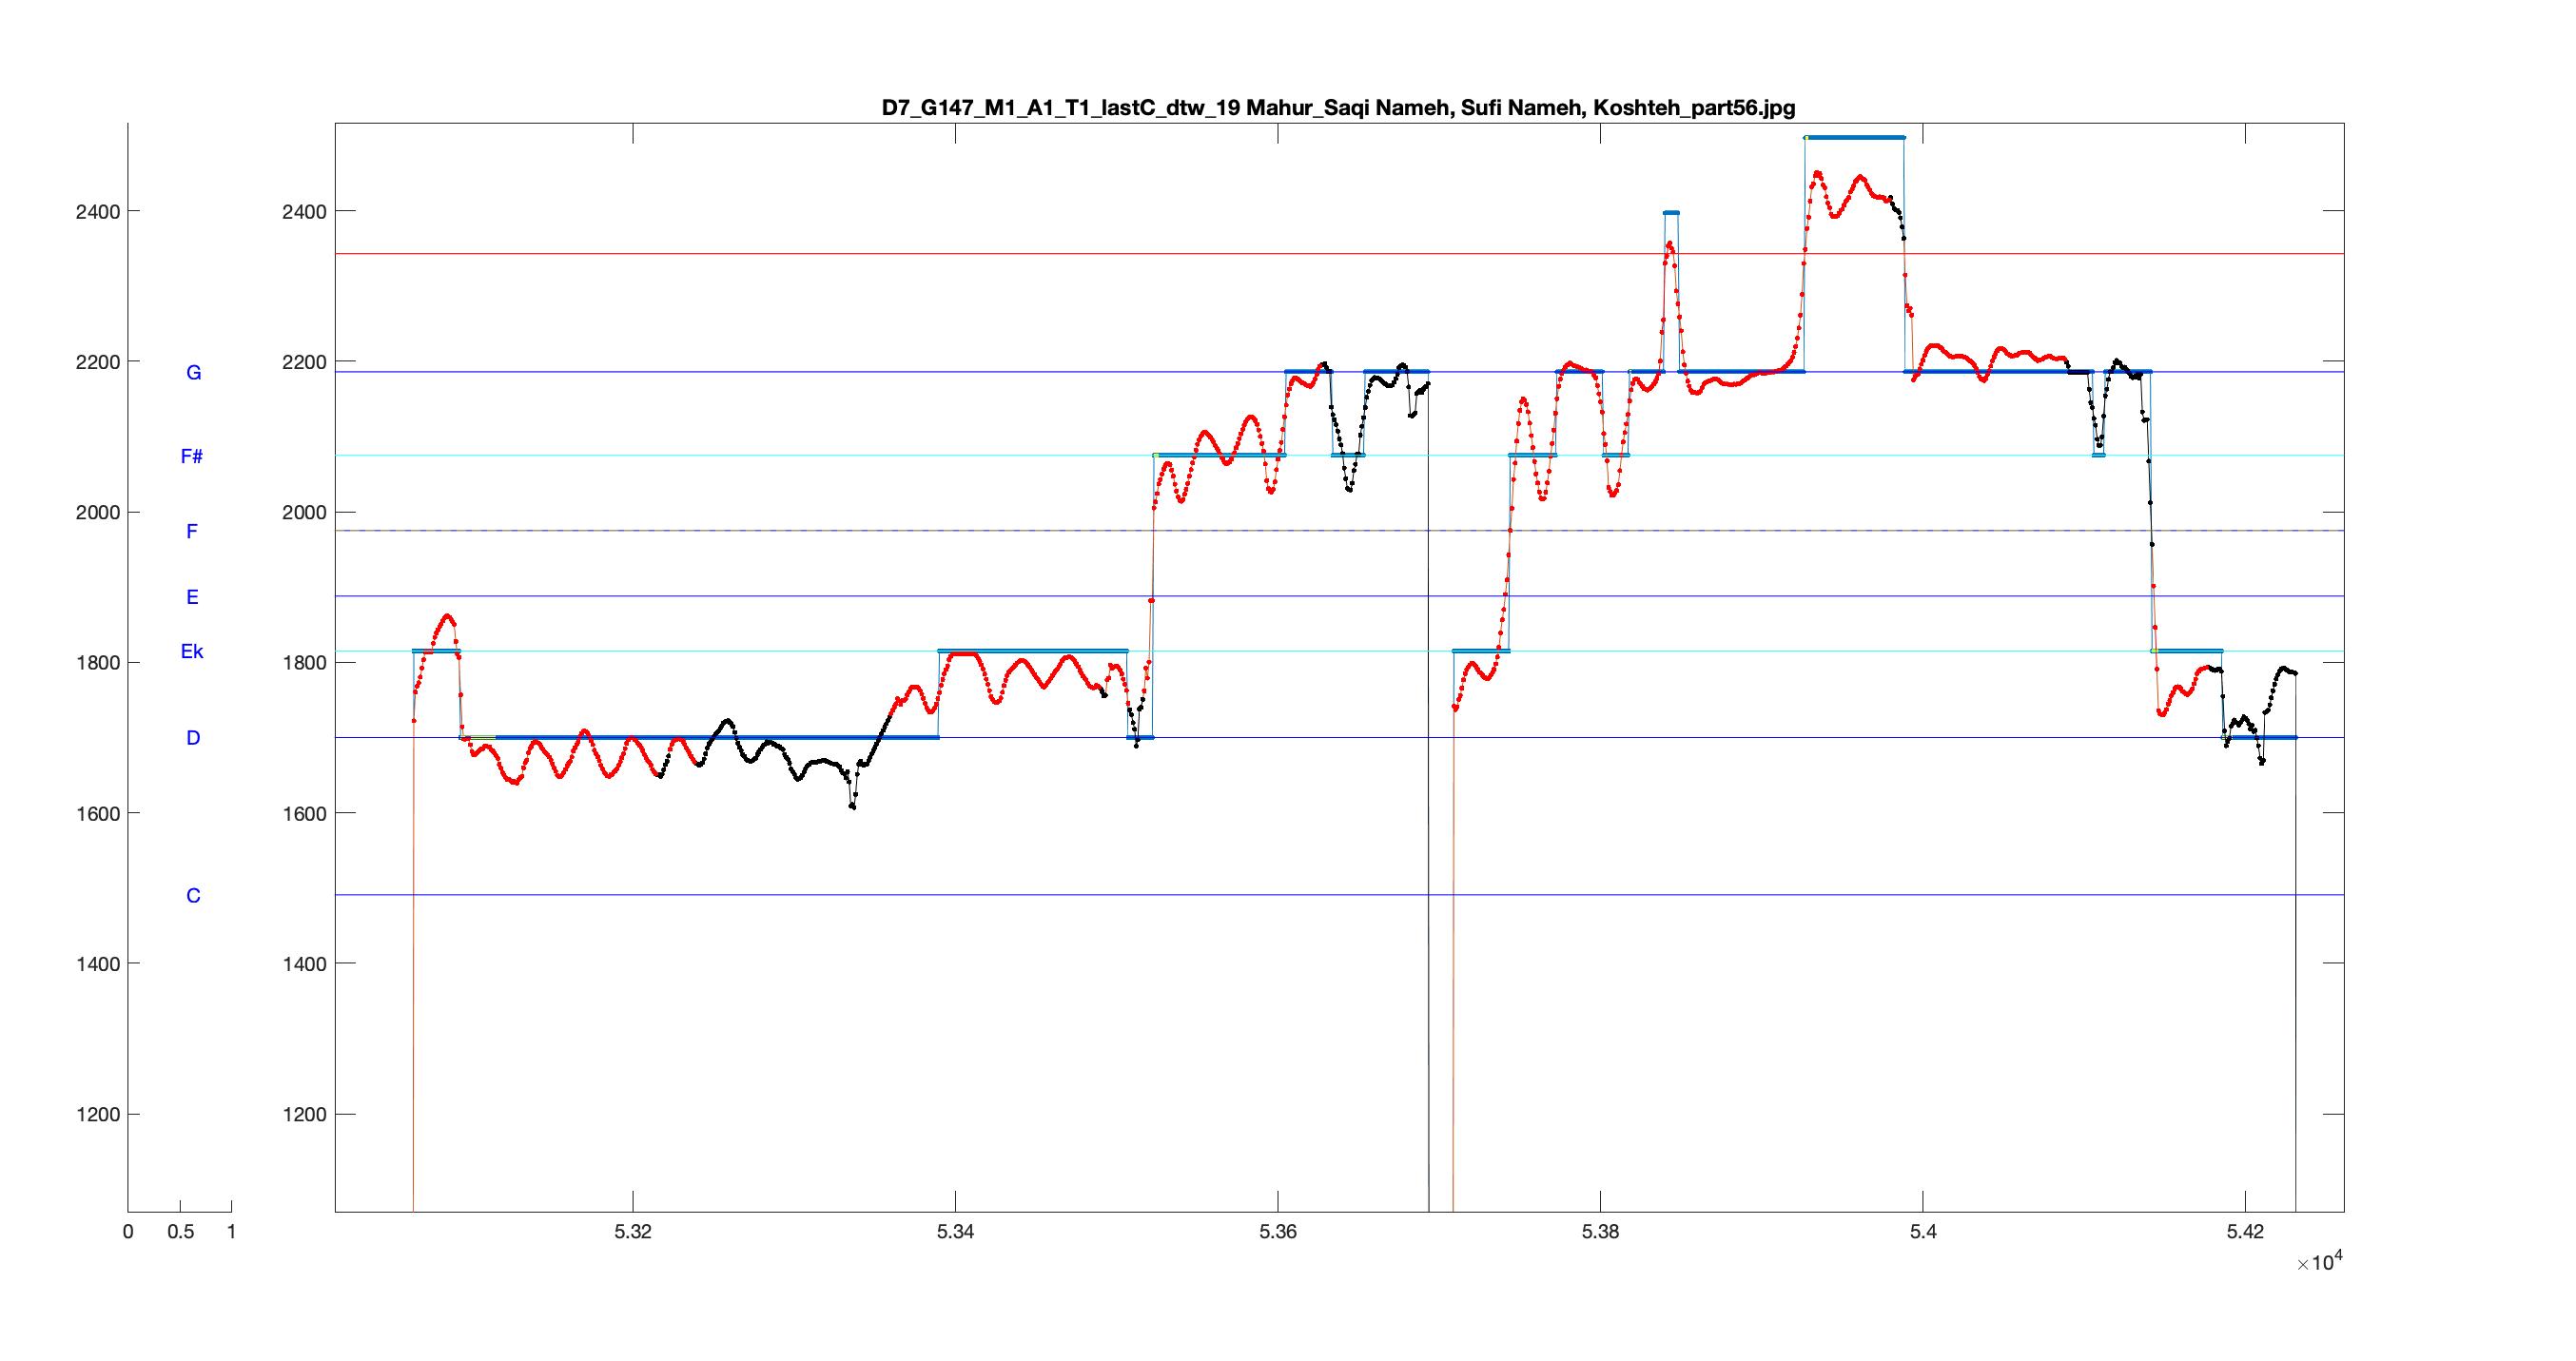 D7_G147_M1_A1_T1_lastC_dtw_19 Mahur_Saqi Nameh, Sufi Nameh, Koshteh_part56.jpg
2400 2400
2200 2200
G
F#
2000 2000
F
E
Ek
1800 1800
D
1600 1600
C
1400 1400
1200 1200
0 0.5 1 5.32 5.34 5.36 5.38 5.4 5.42
×10⁴